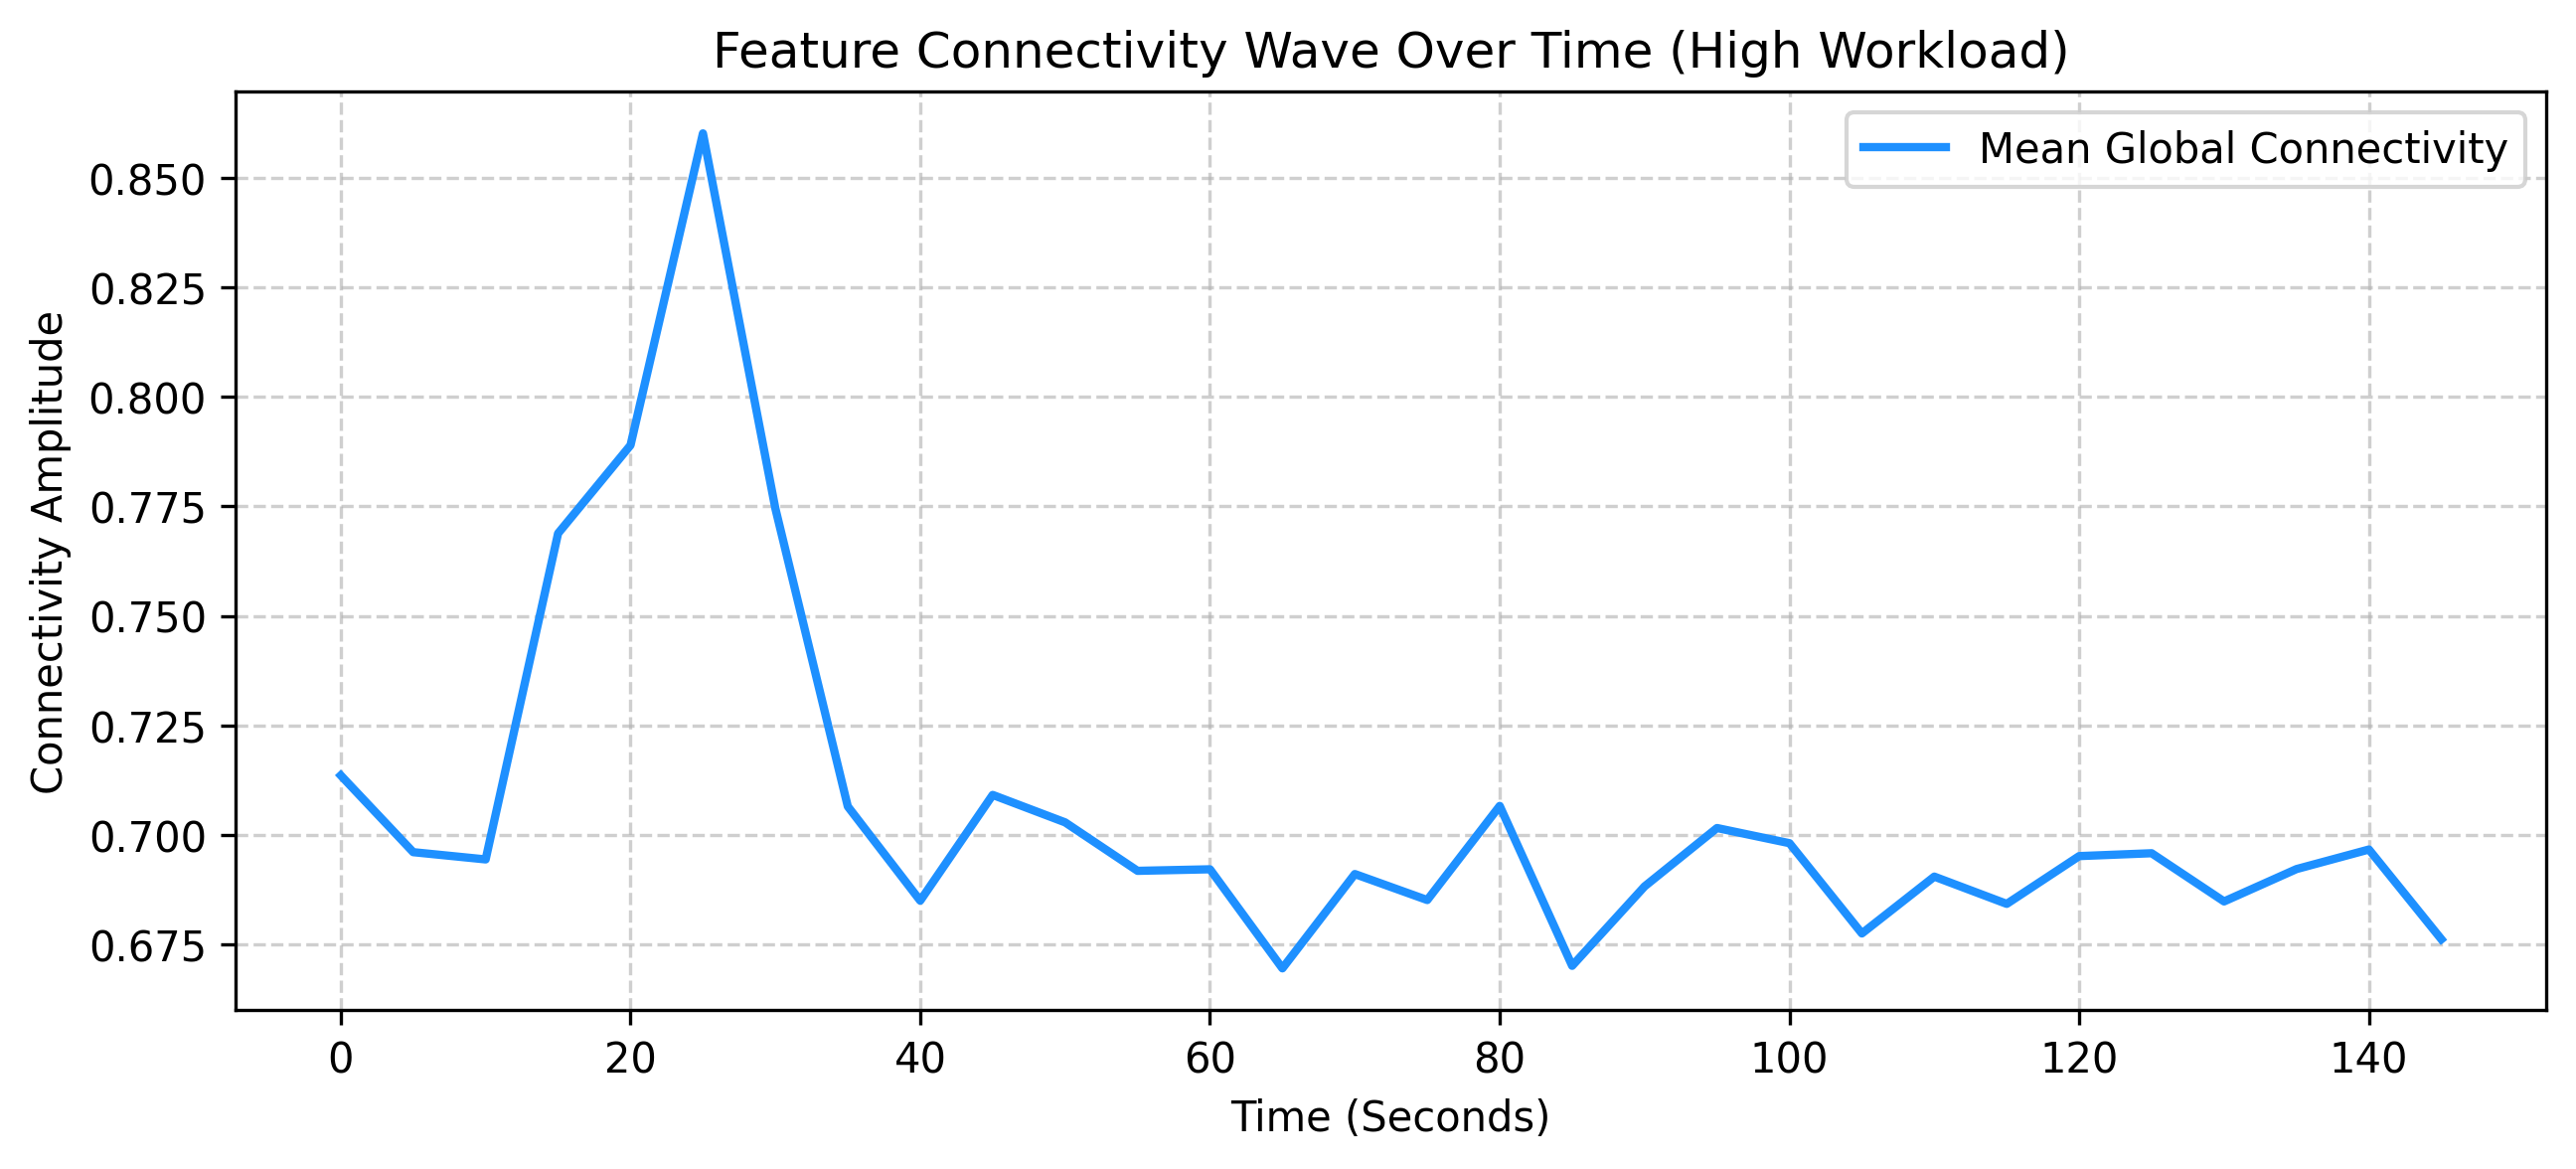 Feature Connectivity Wave Over Time (High Workload)
Mean Global Connectivity
Connectivity Amplitude
0.850
0.825
0.800
0.775
0.750
0.725
0.700
0.675
0 20 40 60 80 100 120 140
Time (Seconds)